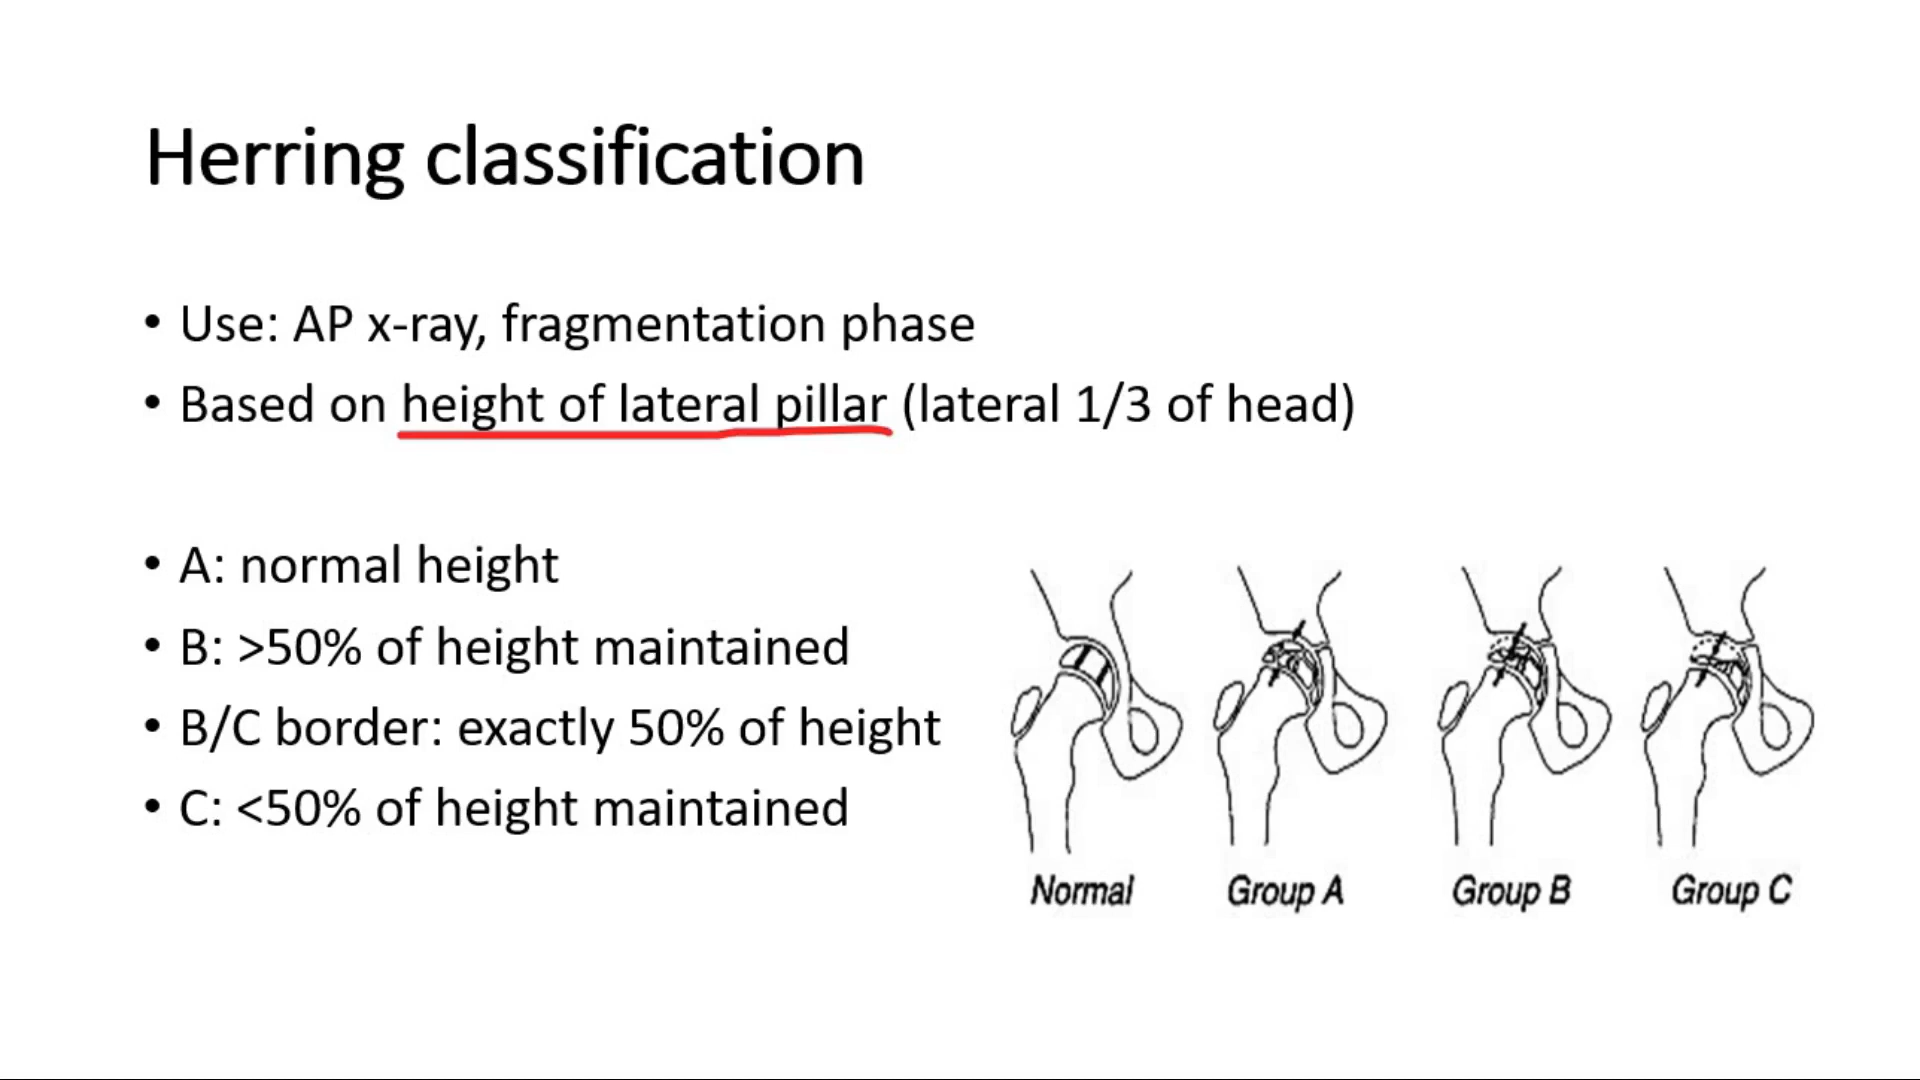 Herring classification
• Use: AP x-ray, fragmentation phase
• Based on height of lateral pillar (lateral 1/3 of head)
• A: normal height
• B: >50% of height maintained
• B/C border: exactly 50% of height
• C: <50% of height maintained
Normal
Group A
Group B
Group C